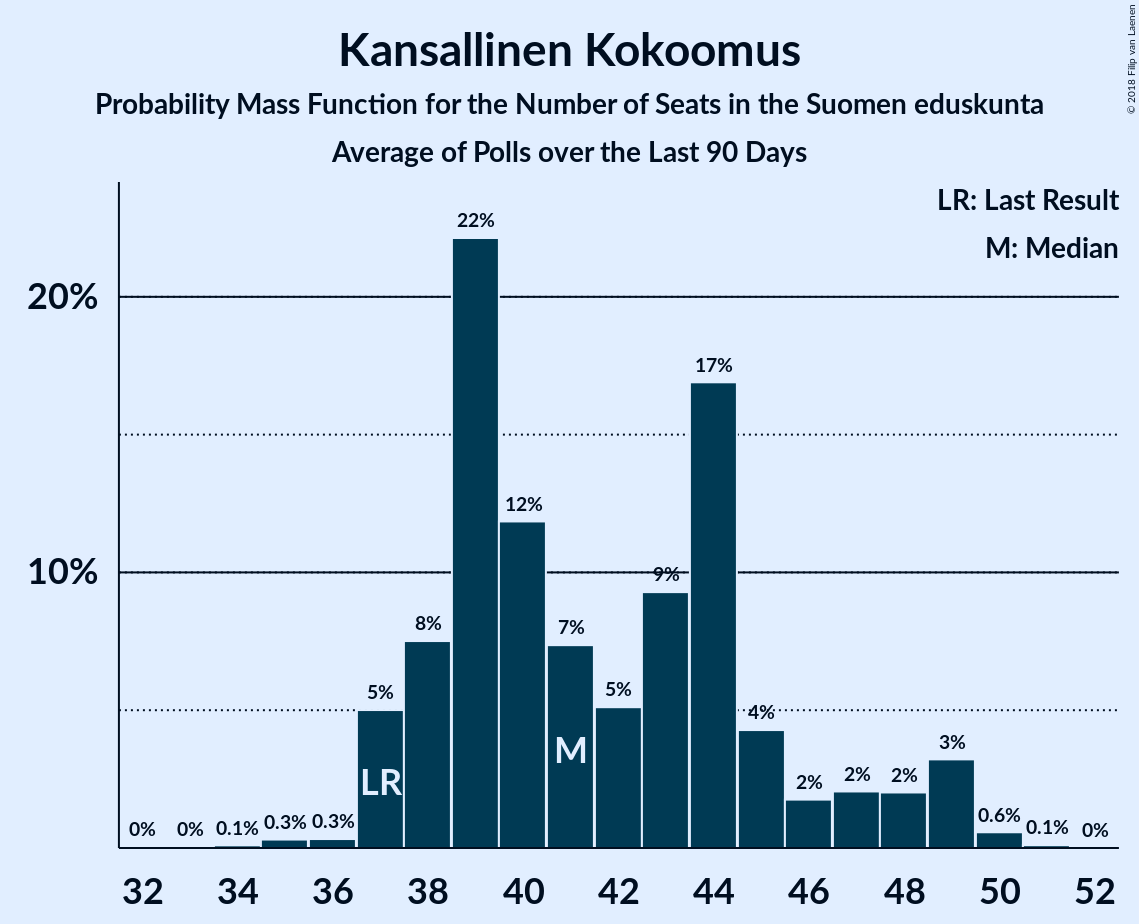 Kansallinen Kokoomus
Probability Mass Function for the Number of Seats in the Suomen eduskunta
Average of Polls over the Last 90 Days
© 2018 Filip van Laenen
LR: Last Result
M: Median
20%
10%
0%
0%
0.1%
0.3%
0.3%
5%
8%
22%
12%
7%
5%
9%
17%
4%
2%
2%
2%
3%
0.6%
0.1%
0%
LR
M
32 34 36 38 40 42 44 46 48 50 52